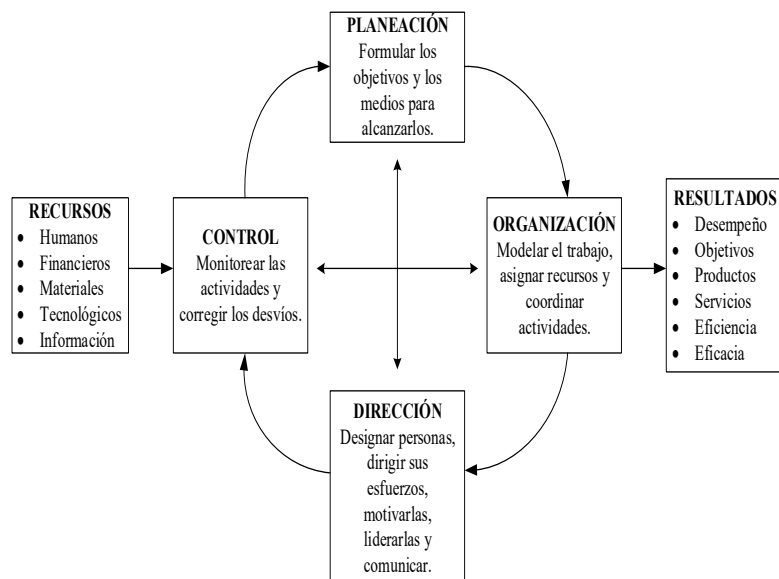 PLANEACIÓN
Formular los
objetivos y los
medios para
alcanzarlos.
RECURSOS
• Humanos
• Financieros
• Materiales
• Tecnológicos
• Información
CONTROL
Monitorear las
actividades y
corregir los desvíos.
ORGANIZACIÓN
Modelar el trabajo,
asignar recursos y
coordinar
actividades.
RESULTADOS
• Desempeño
• Objetivos
• Productos
• Servicios
• Eficiencia
• Eficacia
DIRECCIÓN
Designar personas,
dirigir sus
esfuerzos,
motivarlas,
liderarlas y
comunicar.